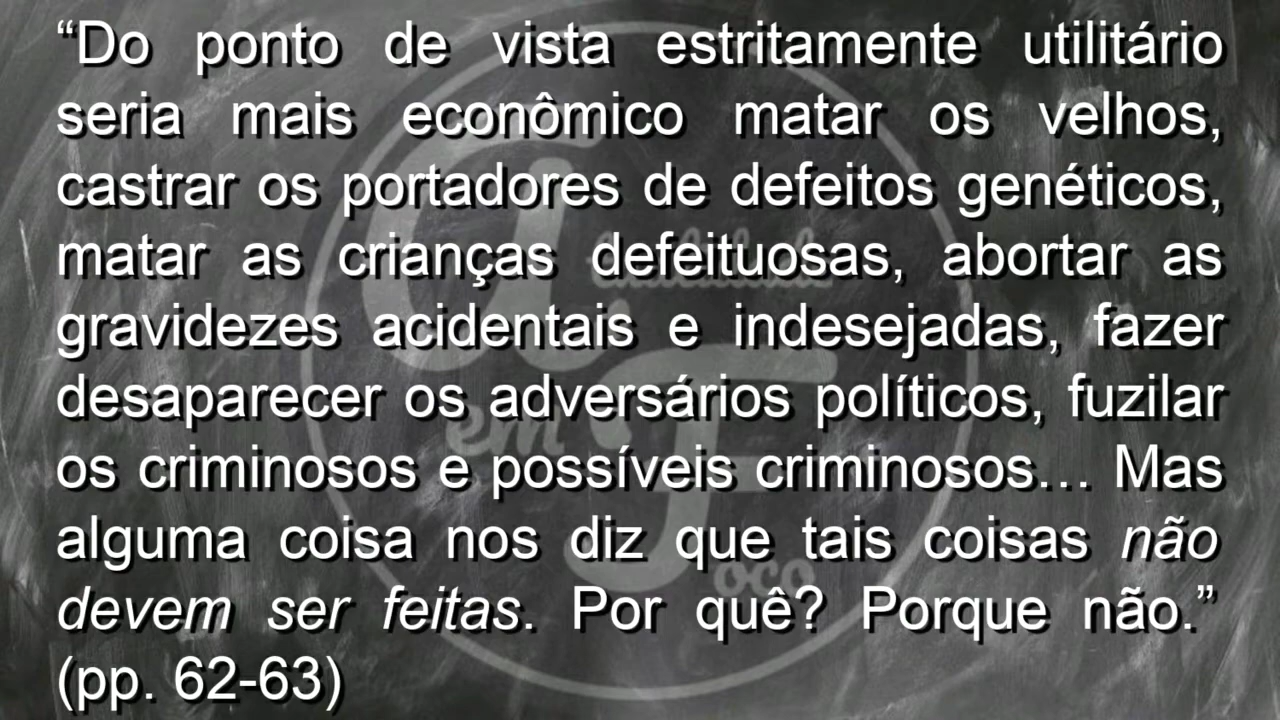 “Do ponto de vista estritamente utilitário
seria mais econômico matar os velhos,
castrar os portadores de defeitos genéticos,
matar as crianças defeituosas, abortar as
gravidezes acidentais e indesejadas, fazer
desaparecer os adversários políticos, fuzilar
os criminosos e possíveis criminosos… Mas
alguma coisa nos diz que tais coisas não
devem ser feitas. Por quê? Porque não.”
(pp. 62-63)
em